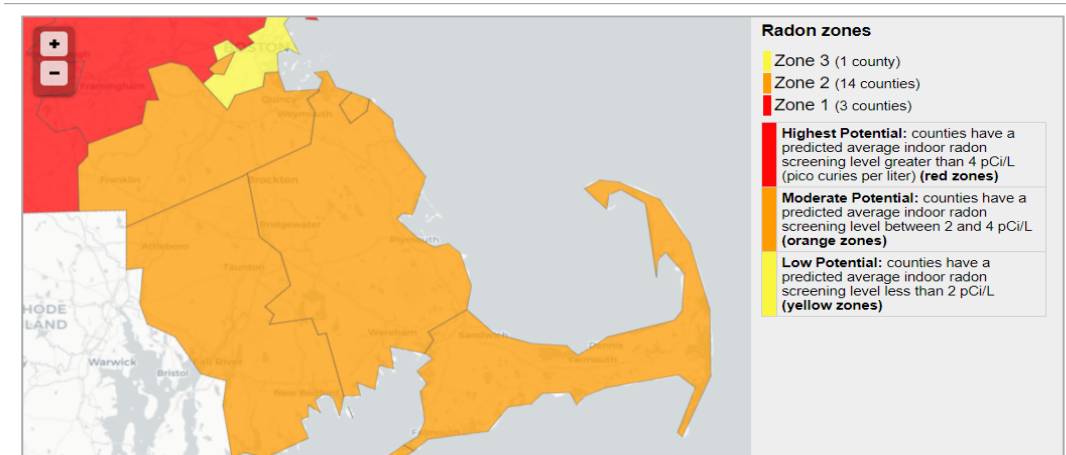 +
−
BOSTON
Framingham
Quincy
Weymouth
Franklin
Brockton
Bridgewater
Attleboro
Plymouth
Taunton
HODE
LAND
Warwick
Bristol
Fall River
Wareham
Sandwich
Dennis
Yarmouth
New Bedford
Falmouth
Radon zones
Zone 3 (1 county)
Zone 2 (14 counties)
Zone 1 (3 counties)
Highest Potential: counties have a
predicted average indoor radon
screening level greater than 4 pCi/L
(pico curies per liter) (red zones)
Moderate Potential: counties have a
predicted average indoor radon
screening level between 2 and 4 pCi/L
(orange zones)
Low Potential: counties have a
predicted average indoor radon
screening level less than 2 pCi/L
(yellow zones)